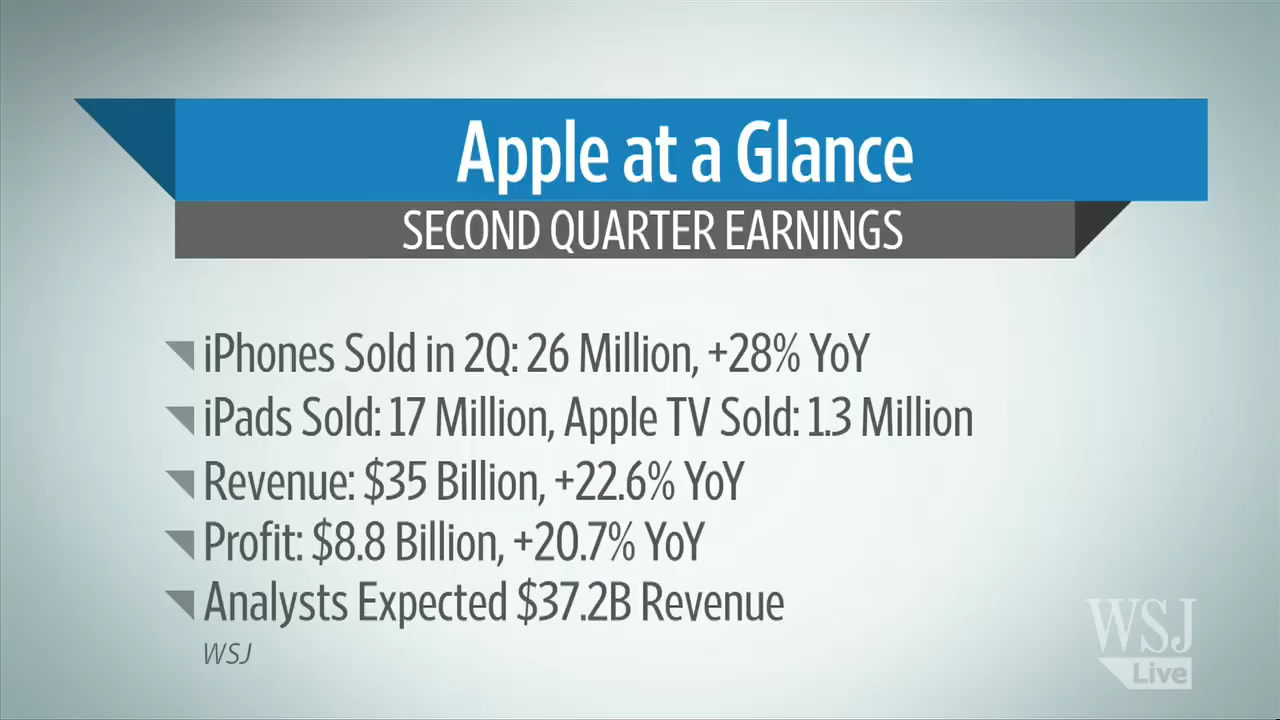 Apple at a Glance
SECOND QUARTER EARNINGS
iPhones Sold in 2Q: 26 Million, +28% YoY
iPads Sold: 17 Million, Apple TV Sold: 1.3 Million
Revenue: $35 Billion, +22.6% YoY
Profit: $8.8 Billion, +20.7% YoY
Analysts Expected $37.2B Revenue
WSJ
WSJ
Live